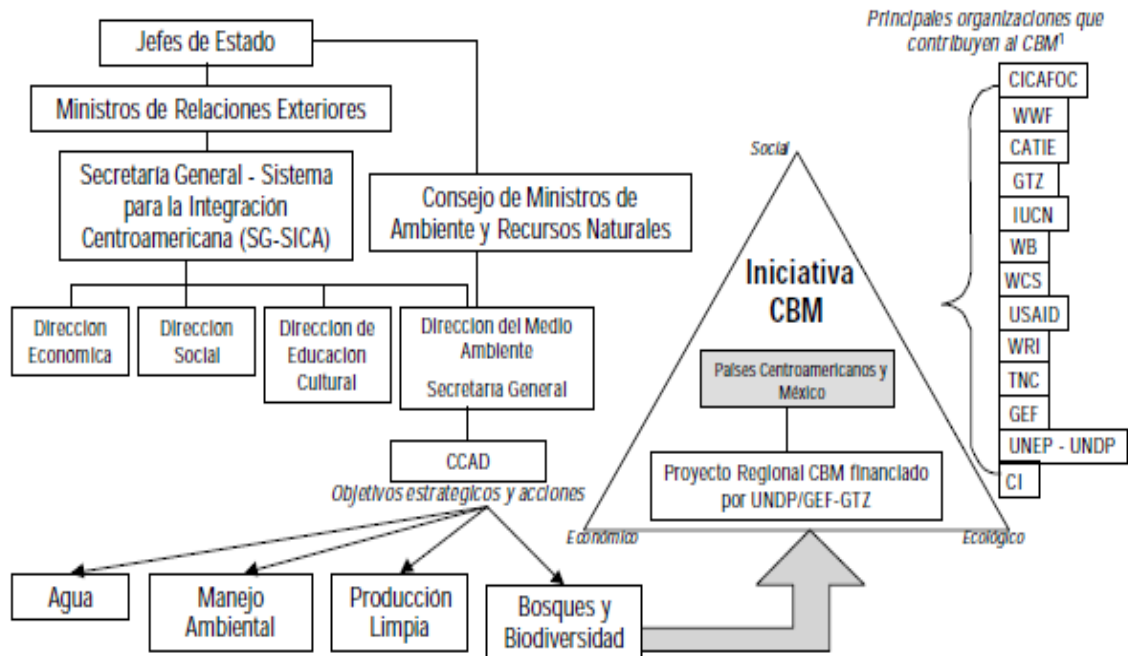 Principales organizaciones que
contribuyen al CBM¹
Jefes de Estado
Ministros de Relaciones Exteriores
Secretaría General - Sistema
para la Integración
Centroamericana (SG-SICA)
Consejo de Ministros de
Ambiente y Recursos Naturales
Direccion
Económica
Direccion
Social
Direccion de
Educación
Cultural
Direccion del Medio
Ambiente
Secretaría General
CCAD
Objetivos estrategicos y acciones
Agua
Manejo
Ambiental
Producción
Limpia
Bosques y
Biodiversidad
Social
Iniciativa
CBM
Países Centroamericanos y
México
Proyecto Regional CBM financiado
por UNDP/GEF-GTZ
Económico
Ecológico
CICAFOC
WWF
CATIE
GTZ
IUCN
WB
WCS
USAID
WRI
TNC
GEF
UNEP - UNDP
CI